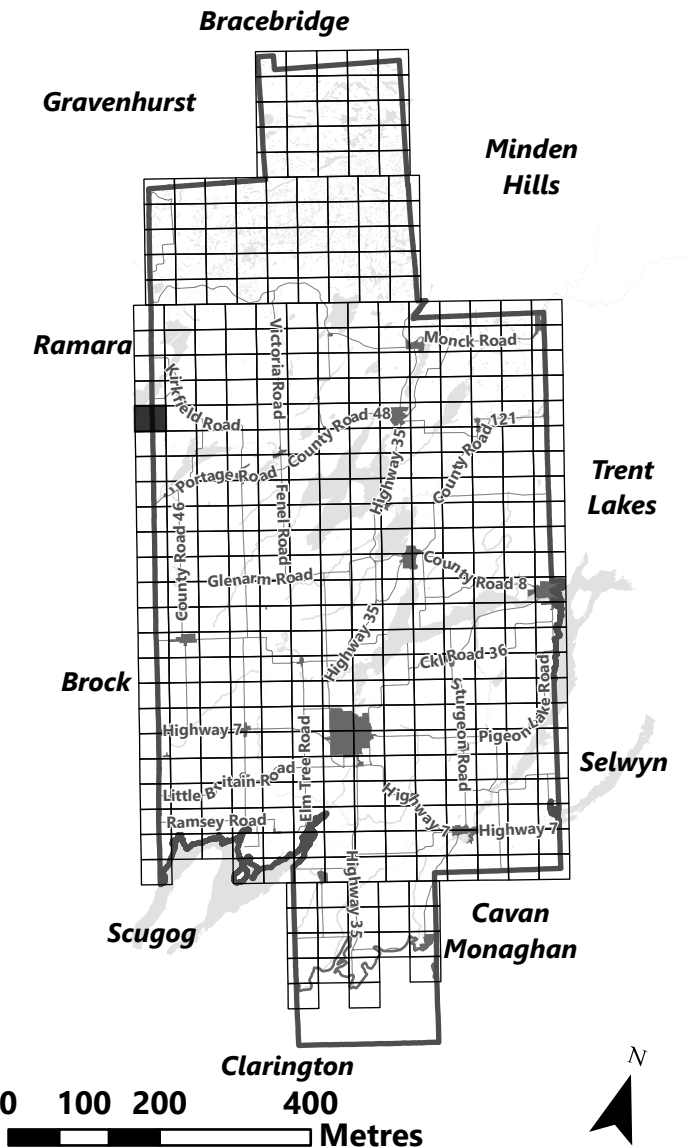 Bracebridge
Gravenhurst
Minden
Hills
Ramara
Monck Road
Victoria Road
Kirkfield Road
County Road 48
County Road 121
Highway 35
Portage Road
Trent
Lakes
Fenel Road
County Road 46
Glenarm Road
County Road 8
Highway 35
Ckl Road 36
Brock
Sturgeon Road
Pigeon Lake Road
Highway 7
Elm Tree Road
Selwyn
Little Britain Road
Highway 7
Ramsey Road
Highway 7
Highway 35
Scugog
Cavan
Monaghan
Clarington
N
0 100 200 400
Metres